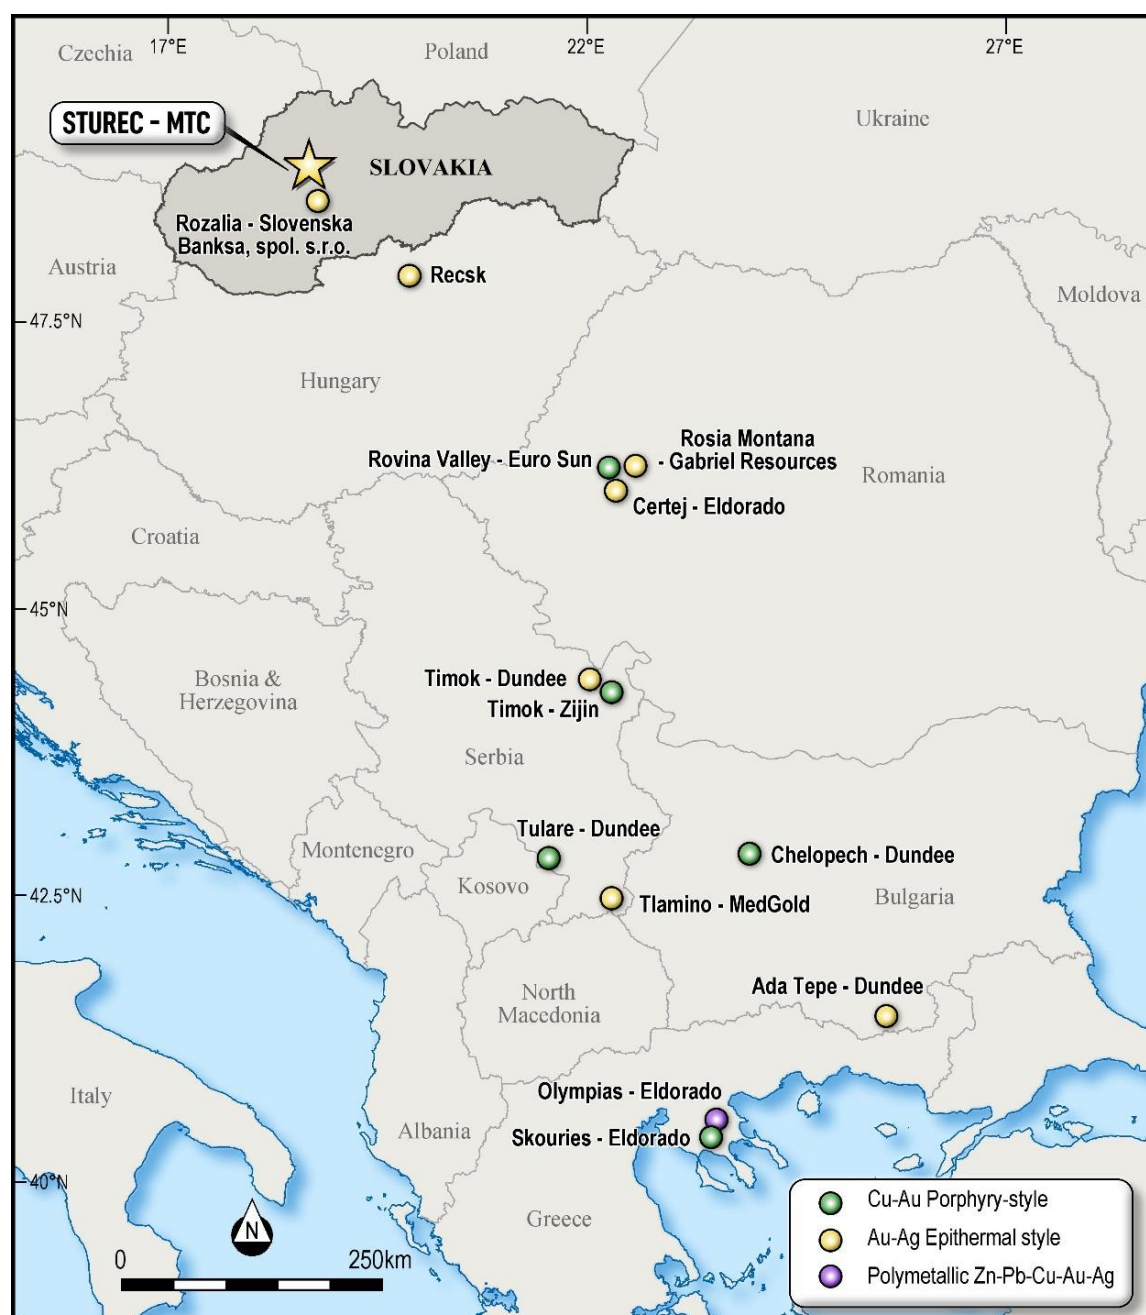 17°E
22°E
27°E
Czechia
Poland
Ukraine
STUREC - MTC
SLOVAKIA
Rozalia - Slovenska
Banksa, spol. s.r.o.
Austria
Recsk
Moldova
47.5°N
Hungary
Rovina Valley - Euro Sun
Rosia Montana
- Gabriel Resources
Romania
Certej - Eldorado
Croatia
45°N
Bosnia &
Herzegovina
Timok - Dundee
Timok - Zijin
Serbia
Tulare - Dundee
Montenegro
Chelopech - Dundee
Kosovo
42.5°N
Tlamino - MedGold
Bulgaria
North
Macedonia
Ada Tepe - Dundee
Italy
Olympias - Eldorado
Albania
Skouries - Eldorado
40°N
Greece
N
0
250km
Cu-Au Porphyry-style
Au-Ag Epithermal style
Polymetallic Zn-Pb-Cu-Au-Ag